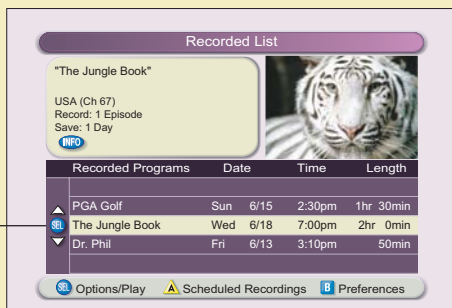 Recorded List
"The Jungle Book"
USA (Ch 67)
Record: 1 Episode
Save: 1 Day
INFO
Recorded Programs Date Time Length
PGA Golf Sun 6/15 2:30pm 1hr 30min
SEL The Jungle Book Wed 6/18 7:00pm 2hr 0min
Dr. Phil Fri 6/13 3:10pm 50min
SEL Options/Play A Scheduled Recordings B Preferences